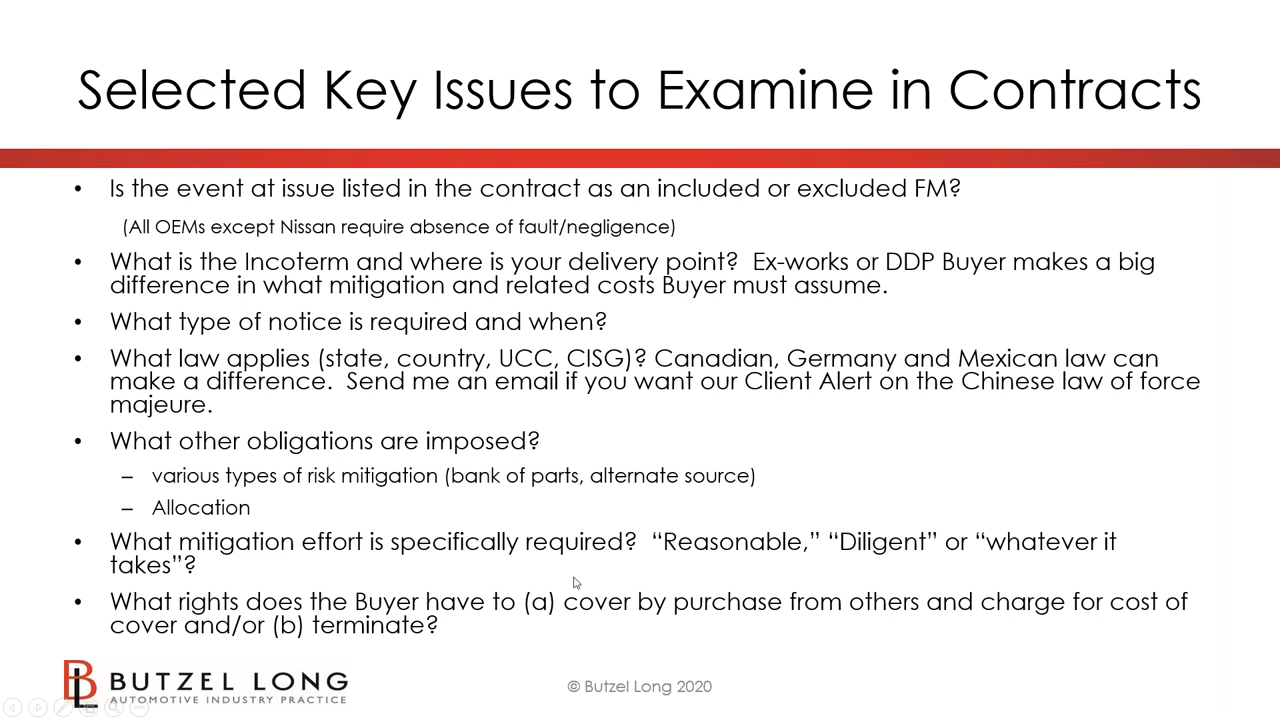 Selected Key Issues to Examine in Contracts
• Is the event at issue listed in the contract as an included or excluded FM?
(All OEMs except Nissan require absence of fault/negligence)
• What is the Incoterm and where is your delivery point?  Ex-works or DDP Buyer makes a big
difference in what mitigation and related costs Buyer must assume.
• What type of notice is required and when?
• What law applies (state, country, UCC, CISG)? Canadian, Germany and Mexican law can
make a difference.  Send me an email if you want our Client Alert on the Chinese law of force
majeure.
• What other obligations are imposed?
– various types of risk mitigation (bank of parts, alternate source)
– Allocation
• What mitigation effort is specifically required?  “Reasonable,” “Diligent” or “whatever it
takes”?
• What rights does the Buyer have to (a) cover by purchase from others and charge for cost of
cover and/or (b) terminate?
BL BUTZEL LONG
AUTOMOTIVE INDUSTRY PRACTICE
© Butzel Long 2020